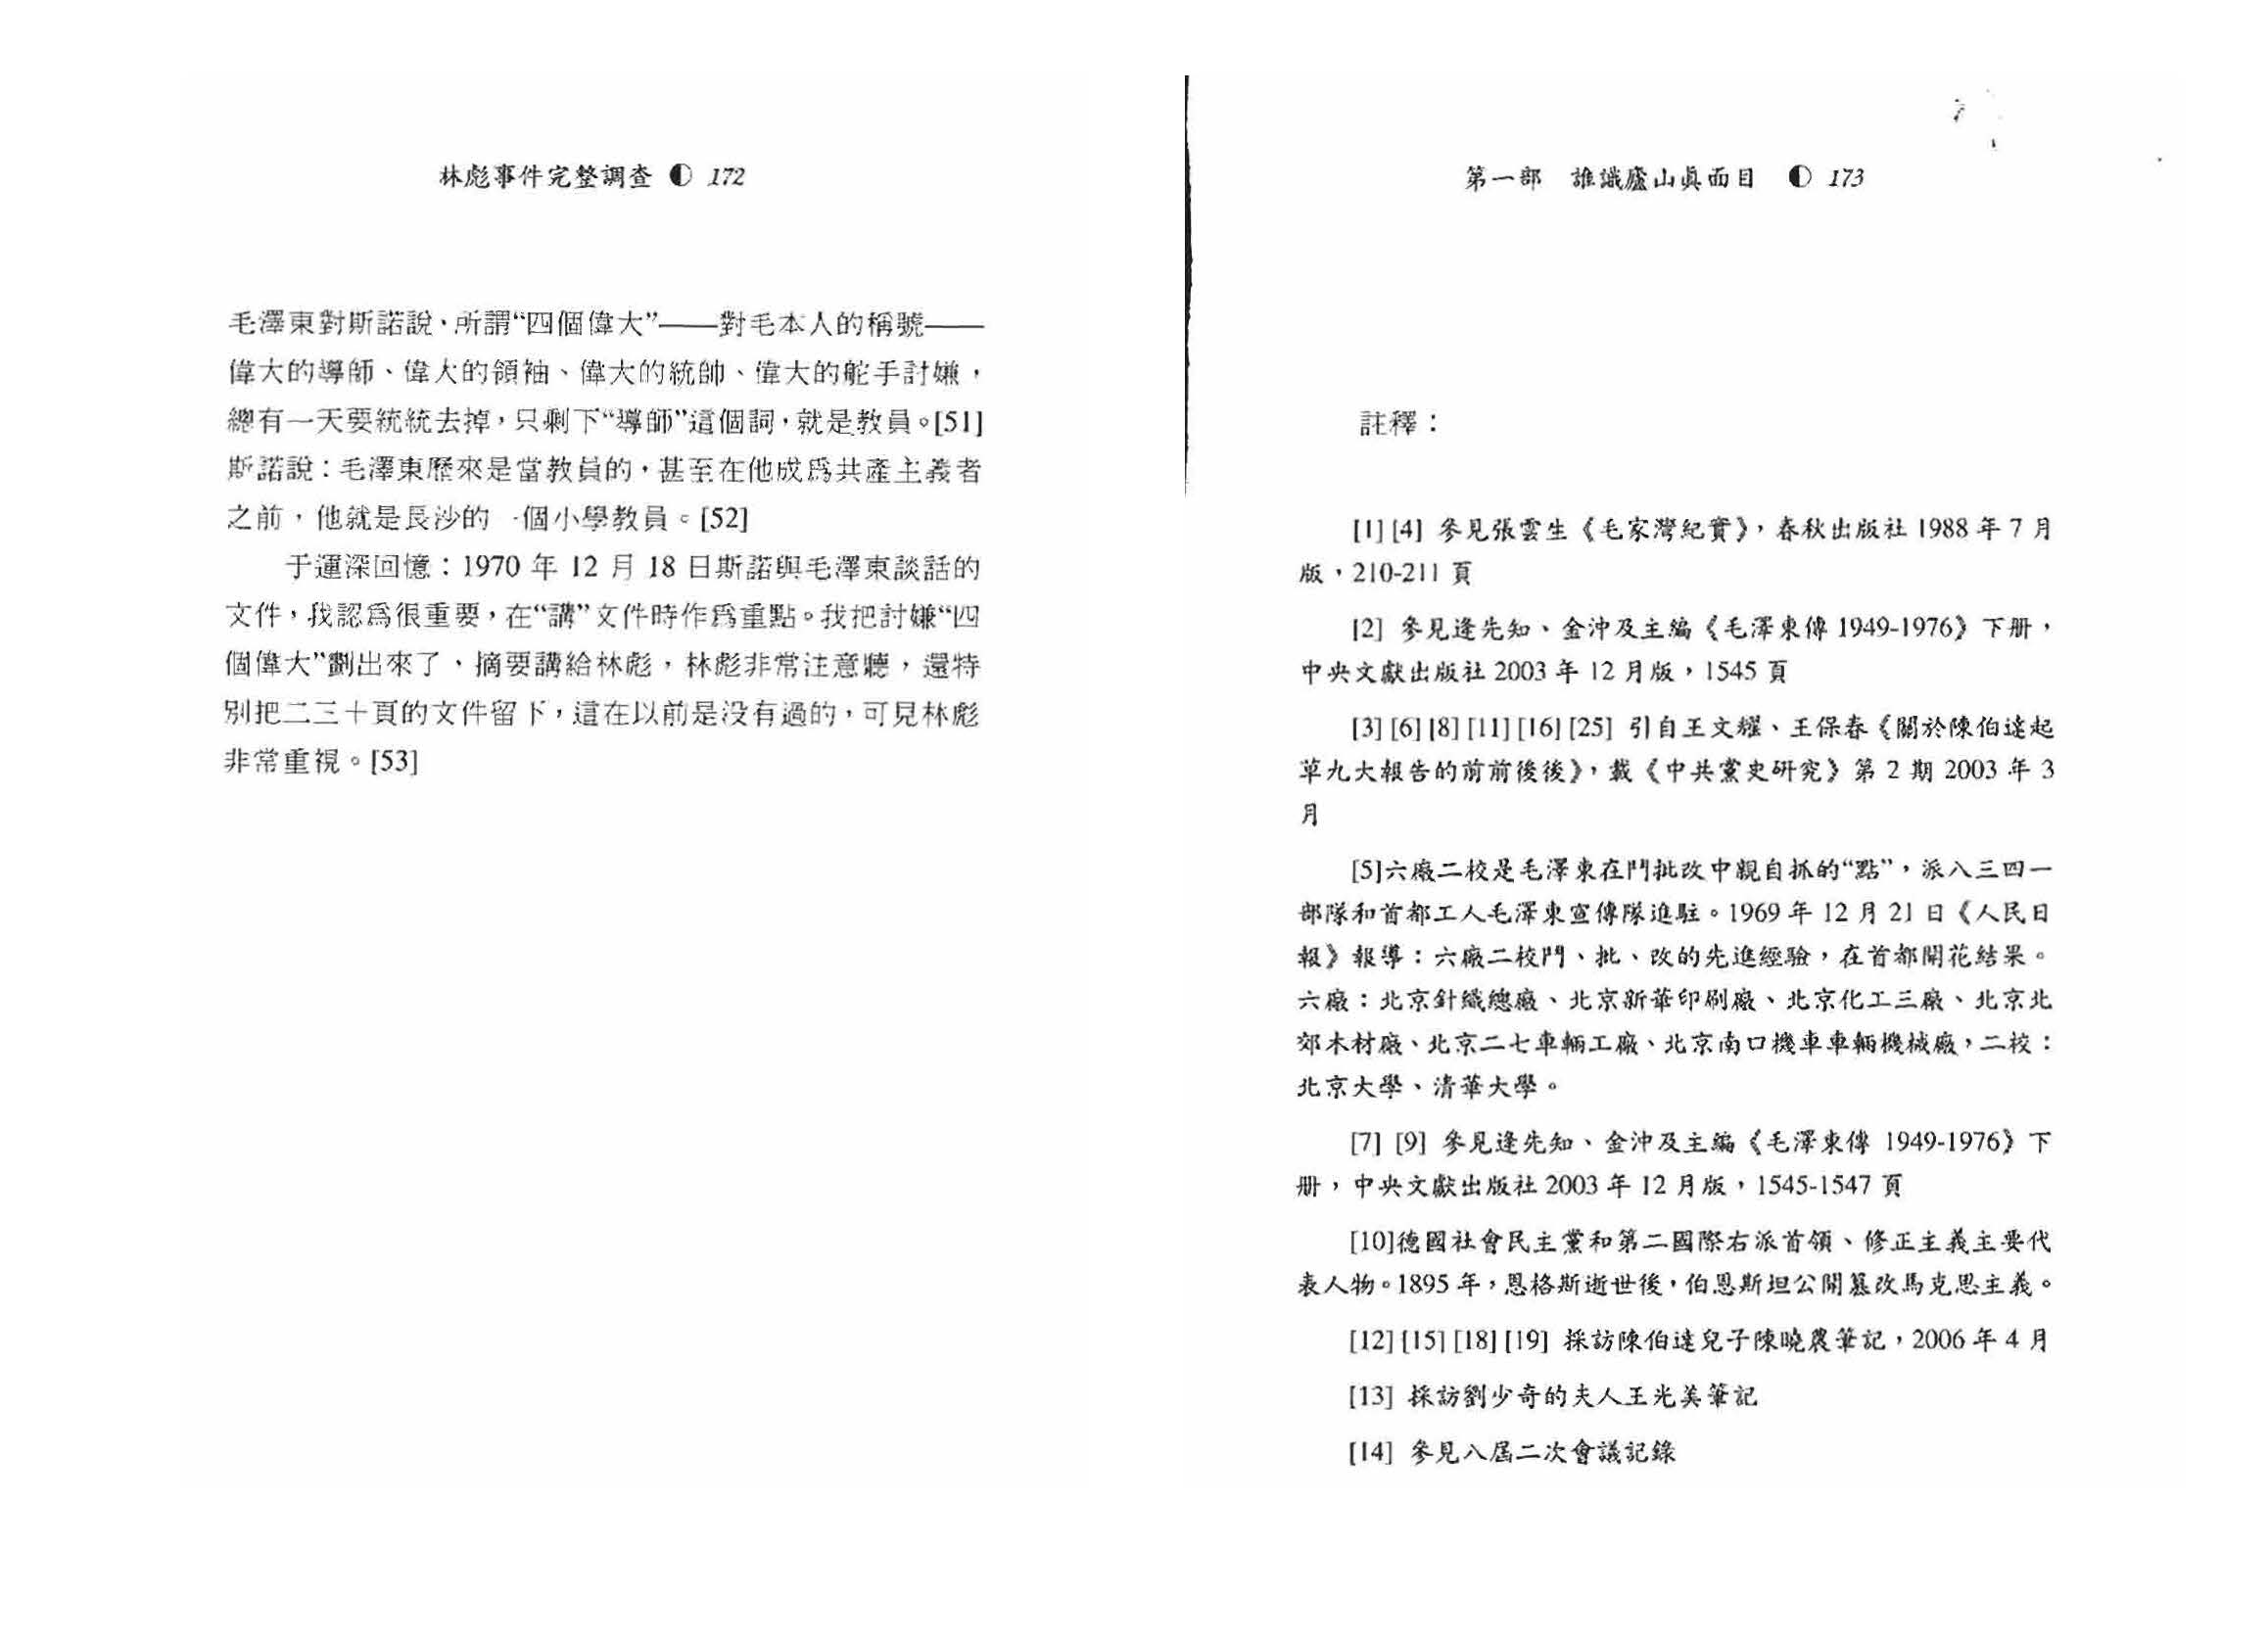 林彪事件完整調查 ◐ 172
毛澤東對斯諾說，所謂“四個偉大”——對毛本人的稱號——
偉大的導師、偉大的領袖、偉大的統帥、偉大的舵手討嫌，
總有一天要統統去掉，只剩下“導師”這個詞，就是教員。[51]
斯諾說：毛澤東歷來是當教員的，甚至在他成爲共產主義者
之前，他就是長沙的一個小學教員。[52]
于運深回憶：1970 年 12 月 18 日斯諾與毛澤東談話的
文件，我認爲很重要，在“講”文件時作爲重點。我把討嫌“四
個偉大”劃出來了、摘要講給林彪，林彪非常注意聽，還特
別把二三十頁的文件留下，這在以前是没有過的，可見林彪
非常重視。[53]
第一部 誰識廬山眞面目 ◐ 173
註釋：
[1] [4] 參見張雲生《毛家灣紀實》，春秋出版社 1988 年 7 月
版，210-211 頁
[2] 參見逄先知、金沖及主編《毛澤東傳 1949-1976》下册，
中央文獻出版社 2003 年 12 月版，1545 頁
[3] [6] [8] [11] [16] [25] 引自王文耀、王保春《關於陳伯達起
草九大報告的前前後後》，載《中共黨史研究》第 2 期 2003 年 3
月
[5]六廠二校是毛澤東在鬥批改中親自抓的“點”，派八三四一
部隊和首都工人毛澤東宣傳隊進駐。1969 年 12 月 21 日《人民日
報》報導：六廠二校鬥、批、改的先進經驗，在首都開花結果。
六廠：北京針織總廠、北京新華印刷廠、北京化工三廠、北京北
郊木材廠、北京二七車輛工廠、北京南口機車車輛機械廠，二校：
北京大學、清華大學。
[7] [9] 參見逄先知、金沖及主編《毛澤東傳 1949-1976》下
册，中央文獻出版社 2003 年 12 月版，1545-1547 頁
[10]德國社會民主黨和第二國際右派首領、修正主義主要代
表人物。1895 年，恩格斯逝世後，伯恩斯坦公開篡改馬克思主義。
[12] [15] [18] [19] 採訪陳伯達兒子陳曉農筆記，2006 年 4 月
[13] 採訪劉少奇的夫人王光美筆記
[14] 參見八屆二次會議記錄